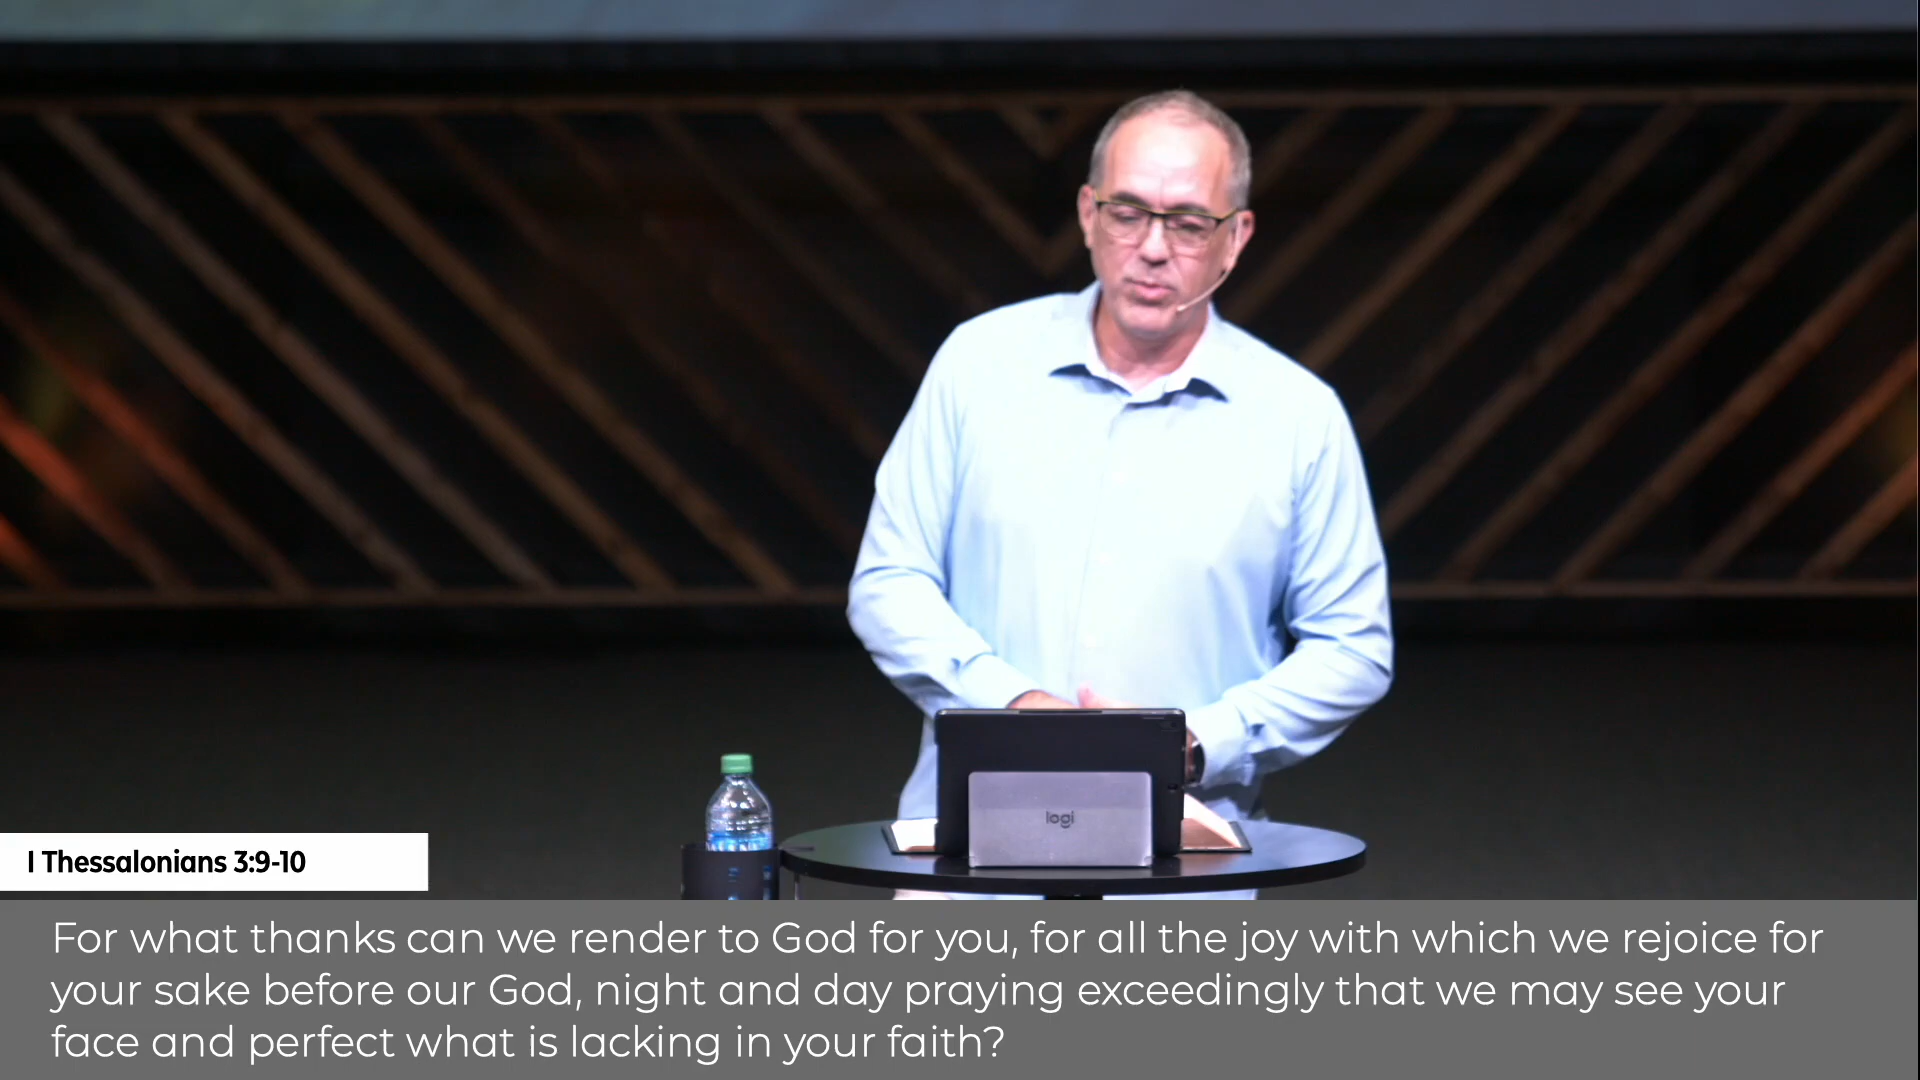 logi
I Thessalonians 3:9-10
For what thanks can we render to God for you, for all the joy with which we rejoice for
your sake before our God, night and day praying exceedingly that we may see your
face and perfect what is lacking in your faith?